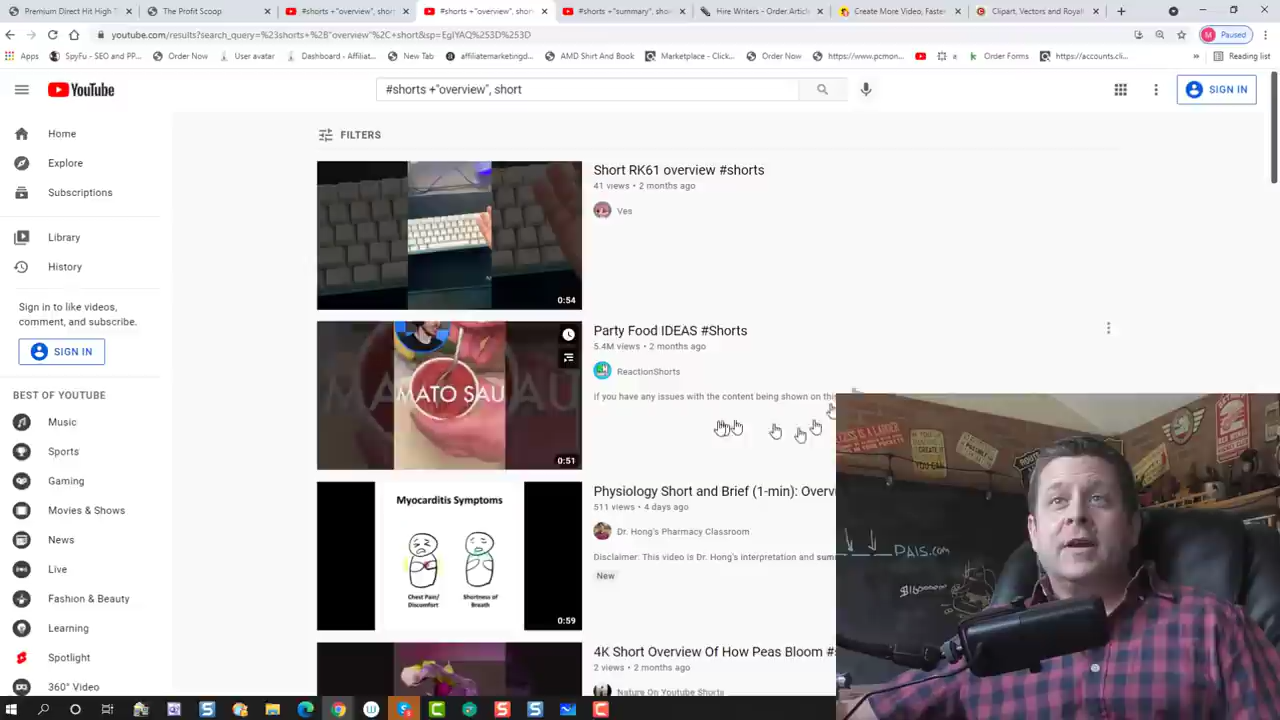 Premium Direct Hit High T
The Profit Scoop
#shorts +"overview", shor
#shorts +"overview", short
#shorts +"summary", sho
Hire Writers - Order Article
Create More Video, Faster
Clipart, Vectors and Royalt
youtube.com/results?search_query=%23shorts+%2B"overview"%2C+short&sp=EgIYAQ%253D%253D
Paused
Apps
SpyFu - SEO and PP...
Order Now
User avatar
Dashboard - Affiliat...
New Tab
affiliatemarketingd...
AMD Shirt And Book
Marketplace - Clickin...
Order Now
https://www.pcmon...
Order Forms
https://accounts.cli...
Reading list
YouTube
#shorts +"overview", short
SIGN IN
Home
Explore
Subscriptions
Library
History
Sign in to like videos,
comment, and subscribe.
SIGN IN
BEST OF YOUTUBE
Music
Sports
Gaming
Movies & Shows
News
Live
Fashion & Beauty
Learning
Spotlight
360° Video
FILTERS
0:54
Short RK61 overview #shorts
41 views • 2 months ago
Ves
MATO SAU
0:51
Party Food IDEAS #Shorts
5.4M views • 2 months ago
ReactionShorts
If you have any issues with the content being shown on this
Myocarditis Symptoms
Chest Pain/
Discomfort
Shortness of
Breath
0:59
Physiology Short and Brief (1-min): Overv
511 views • 4 days ago
Dr. Hong's Pharmacy Classroom
Disclaimer: This video is Dr. Hong's interpretation and sum
New
4K Short Overview Of How Peas Bloom #s
2 views • 2 months ago
Nature On Youtube Shorts
PAIS.com